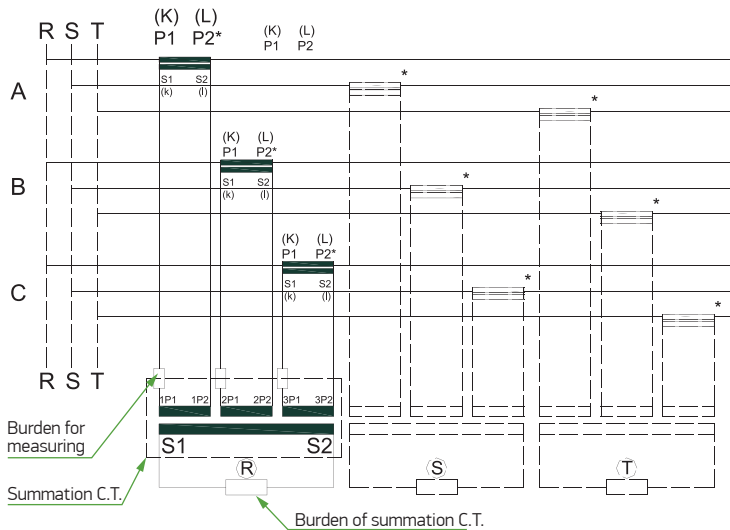 (K) (L) (K) (L)
R S T P1 P2* P1 P2
S1 S2
(k) (l)
*
A
*
(K) (L)
P1 P2*
B
S1 S2
(k) (l)
*
*
(K) (L)
P1 P2*
C
S1 S2
(k) (l)
*
*
R S T
1P1 1P2 2P1 2P2 3P1 3P2
Burden for
measuring
S1 S2
R S T
Summation C.T.
Burden of summation C.T.